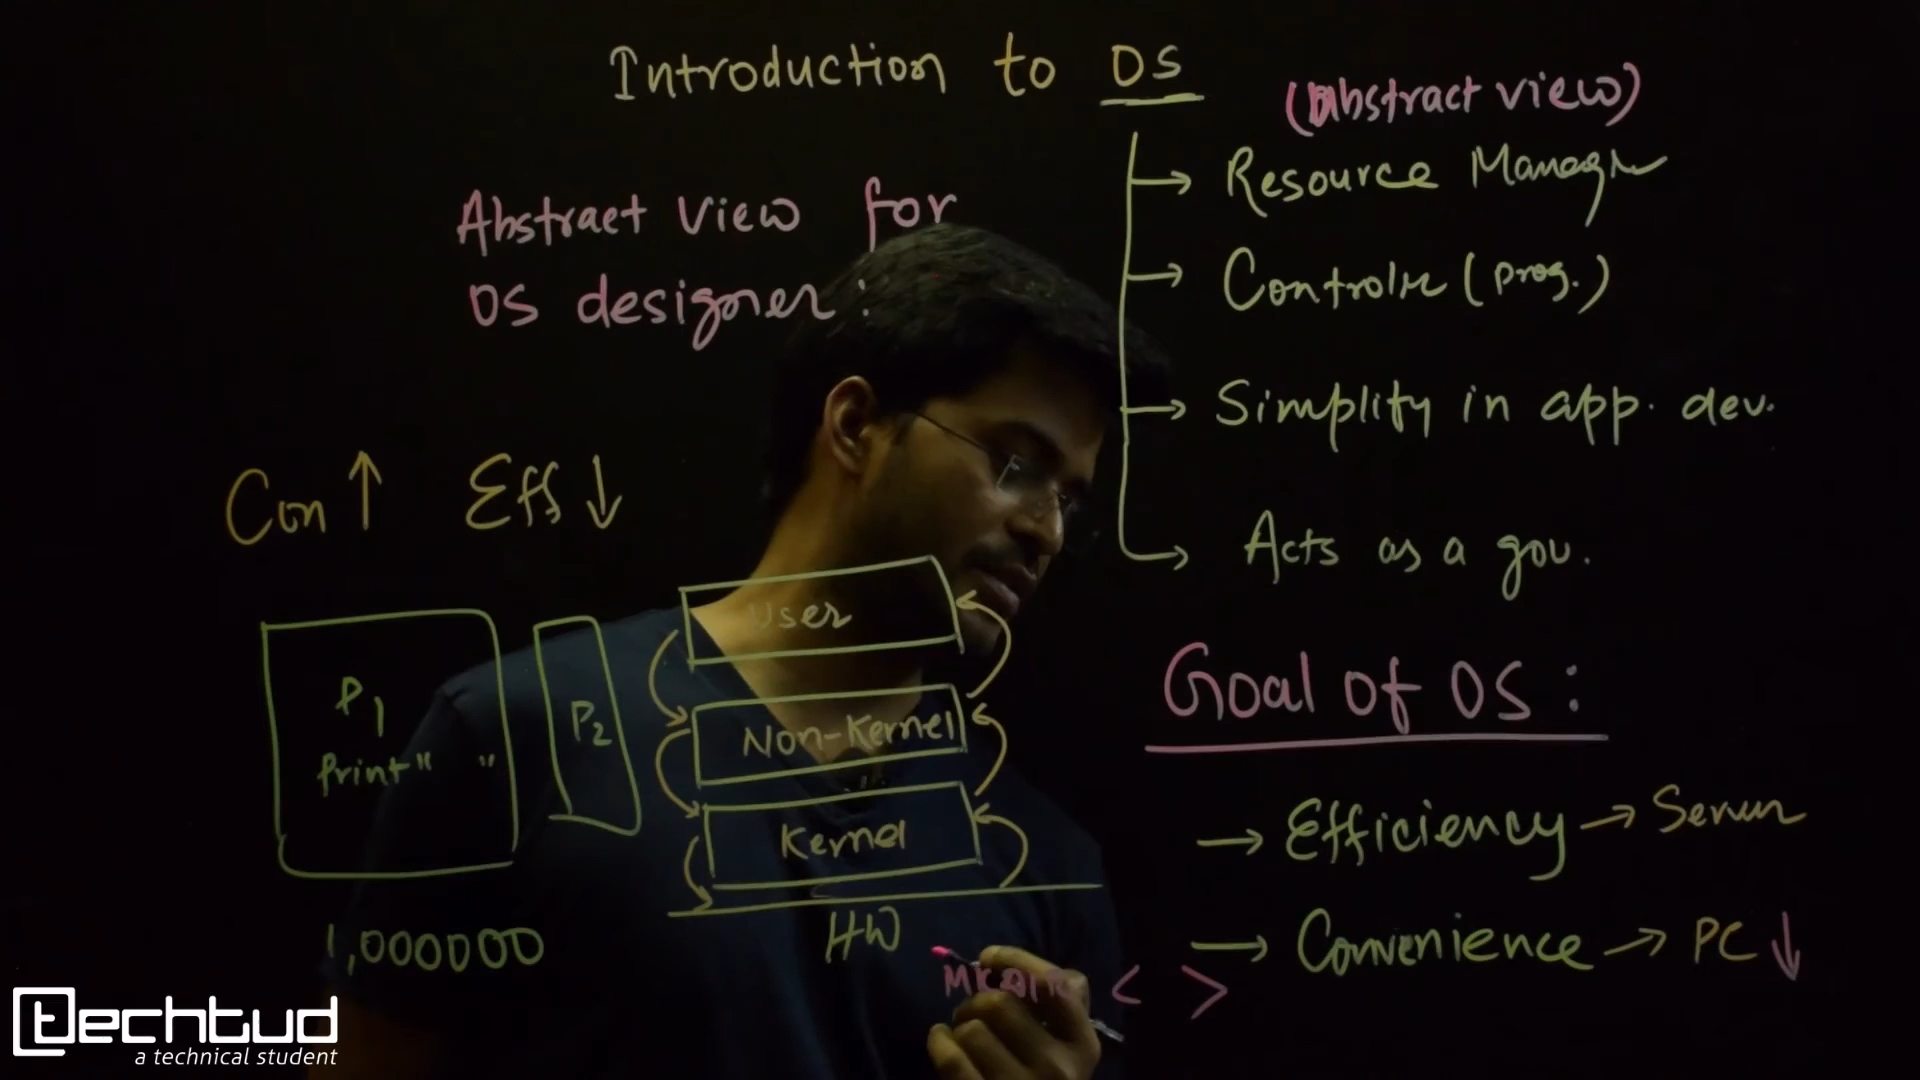 Introduction to OS
(Abstract view)
Resource Manager
Controller (prog.)
Simplify in app. dev.
Acts as a gov.
Abstract View for
OS designer:
Con ↑ Eff ↓
P1
Print " "
P2
1,000000
User
Non-Kernel
Kernel
HW
< >
Goal of OS:
→ Efficiency → Server
→ Convenience → PC ↓
techtud
a technical student